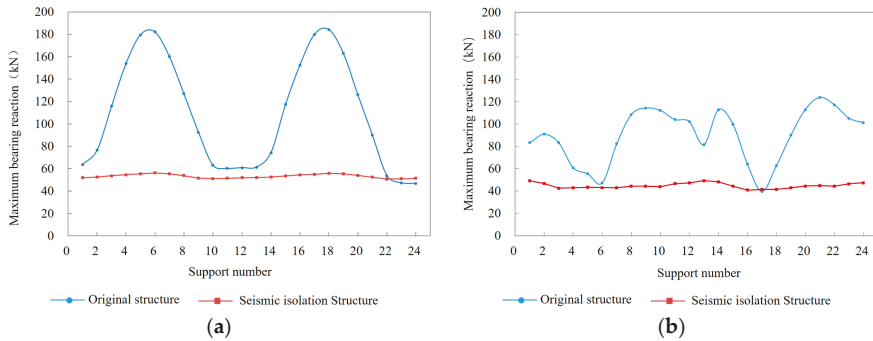 200
180
160
140
120
100
80
60
40
20
0
Maximum bearing reaction（kN）
0 2 4 6 8 10 12 14 16 18 20 22 24
Support number
Original structure Seismic isolation Structure
(a)
200
180
160
140
120
100
80
60
40
20
0
Maximum bearing reaction（kN）
0 2 4 6 8 10 12 14 16 18 20 22 24
Support number
Original structure Seismic isolation Structure
(b)